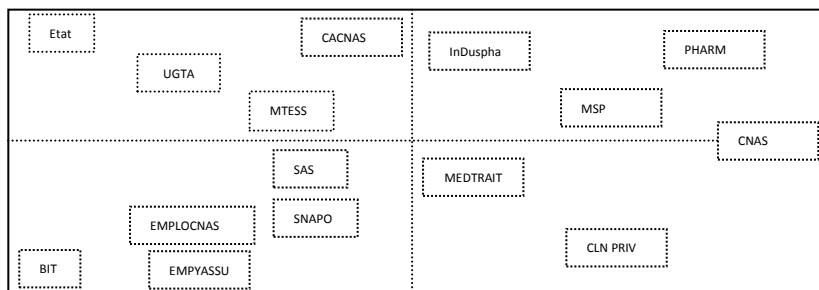 Etat
CACNAS
InDuspha
PHARM
UGTA
MTESS
MSP
CNAS
SAS
MEDTRAIT
EMPLOCNAS
SNAPO
CLN PRIV
BIT
EMPYASSU